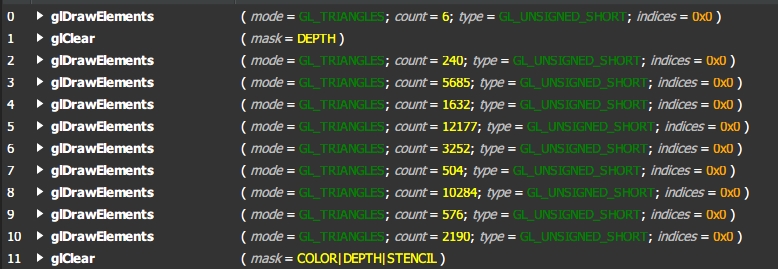 0 ▶ glDrawElements ( mode = GL_TRIANGLES; count = 6; type = GL_UNSIGNED_SHORT; indices = 0x0 )
1 ▶ glClear ( mask = DEPTH )
2 ▶ glDrawElements ( mode = GL_TRIANGLES; count = 240; type = GL_UNSIGNED_SHORT; indices = 0x0 )
3 ▶ glDrawElements ( mode = GL_TRIANGLES; count = 5685; type = GL_UNSIGNED_SHORT; indices = 0x0 )
4 ▶ glDrawElements ( mode = GL_TRIANGLES; count = 1632; type = GL_UNSIGNED_SHORT; indices = 0x0 )
5 ▶ glDrawElements ( mode = GL_TRIANGLES; count = 12177; type = GL_UNSIGNED_SHORT; indices = 0x0 )
6 ▶ glDrawElements ( mode = GL_TRIANGLES; count = 3252; type = GL_UNSIGNED_SHORT; indices = 0x0 )
7 ▶ glDrawElements ( mode = GL_TRIANGLES; count = 504; type = GL_UNSIGNED_SHORT; indices = 0x0 )
8 ▶ glDrawElements ( mode = GL_TRIANGLES; count = 10284; type = GL_UNSIGNED_SHORT; indices = 0x0 )
9 ▶ glDrawElements ( mode = GL_TRIANGLES; count = 576; type = GL_UNSIGNED_SHORT; indices = 0x0 )
10 ▶ glDrawElements ( mode = GL_TRIANGLES; count = 2190; type = GL_UNSIGNED_SHORT; indices = 0x0 )
11 ▶ glClear ( mask = COLOR|DEPTH|STENCIL )